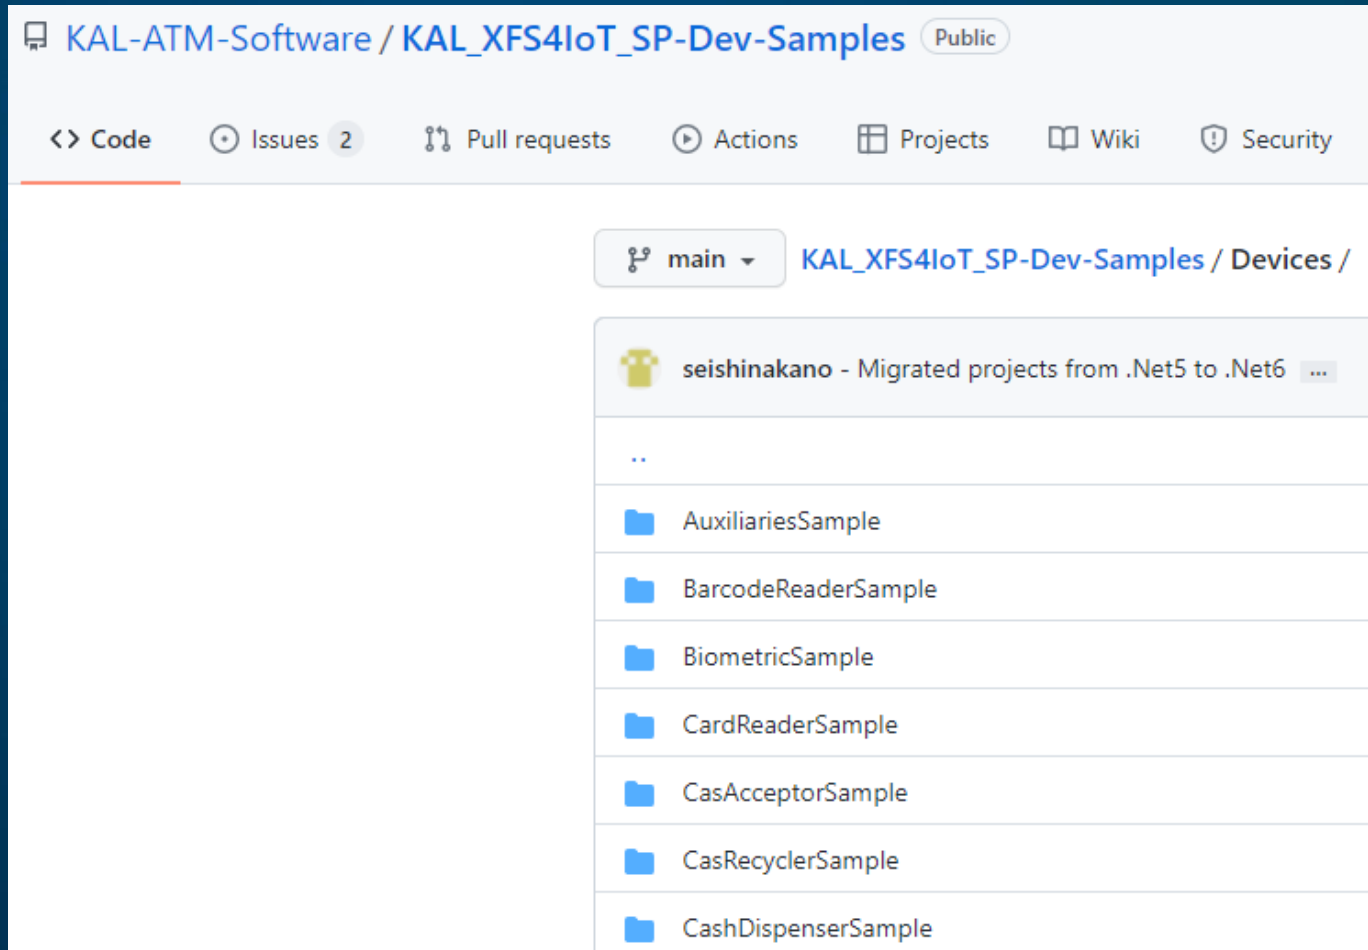 KAL-ATM-Software / KAL_XFS4IoT_SP-Dev-Samples Public
Code Issues 2 Pull requests Actions Projects Wiki Security
main KAL_XFS4IoT_SP-Dev-Samples / Devices /
seishinakano - Migrated projects from .Net5 to .Net6 ...
..
AuxiliariesSample
BarcodeReaderSample
BiometricSample
CardReaderSample
CasAcceptorSample
CasRecyclerSample
CashDispenserSample